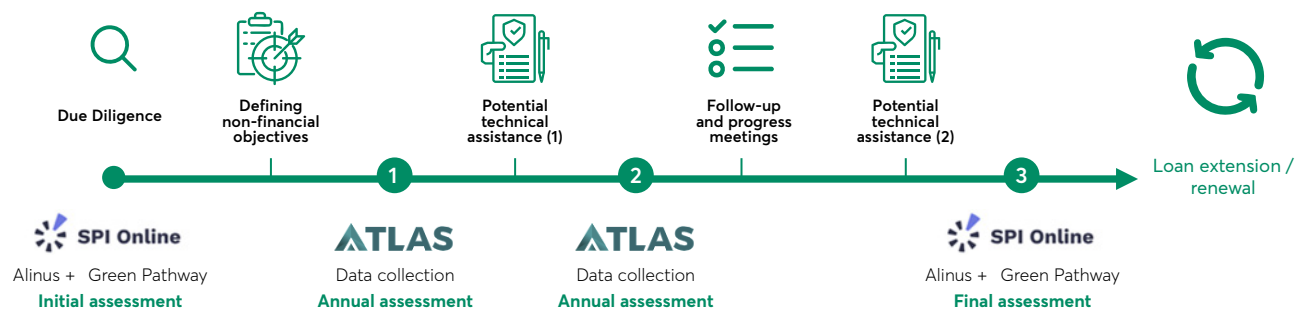 Due Diligence
Defining
non-financial
objectives
Potential
technical
assistance (1)
Follow-up
and progress
meetings
Potential
technical
assistance (2)
1
2
3
Loan extension /
renewal
SPI Online
Alinus + Green Pathway
Initial assessment
ATLAS
Data collection
Annual assessment
ATLAS
Data collection
Annual assessment
SPI Online
Alinus + Green Pathway
Final assessment